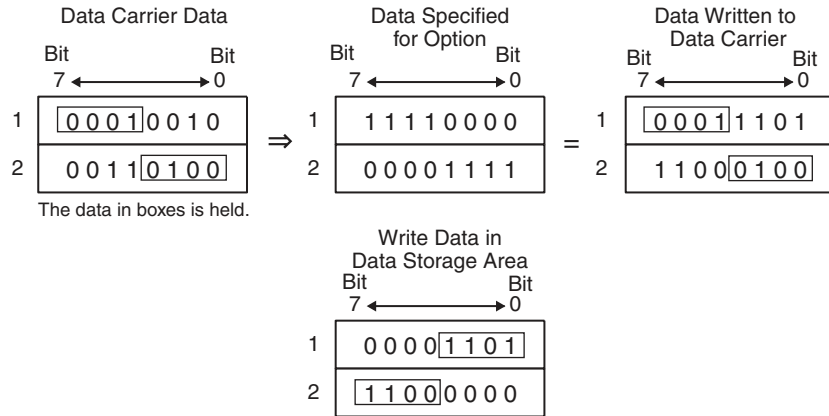 Data Carrier Data
Bit Bit
7 0
1 0 0 0 1 0 0 1 0
2 0 0 1 1 0 1 0 0
The data in boxes is held.
⇒
Data Specified
for Option
Bit Bit
7 0
1 1 1 1 1 0 0 0 0
2 0 0 0 0 1 1 1 1
=
Data Written to
Data Carrier
Bit Bit
7 0
1 0 0 0 1 1 1 0 1
2 1 1 0 0 0 1 0 0
Write Data in
Data Storage Area
Bit Bit
7 0
1 0 0 0 0 1 1 0 1
2 1 1 0 0 0 0 0 0